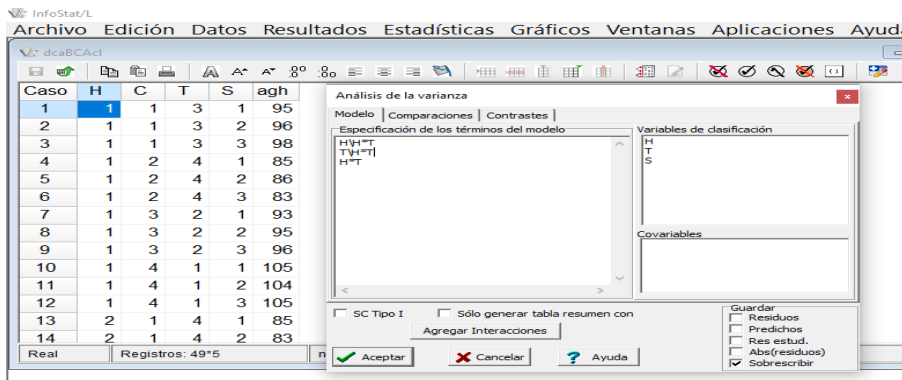 InfoStat/L
Archivo Edición Datos Resultados Estadísticas Gráficos Ventanas Aplicaciones Ayud
dcaBCAcl
Caso H C T S agh
1 1 1 3 1 95
2 1 1 3 2 96
3 1 1 3 3 98
4 1 2 4 1 85
5 1 2 4 2 86
6 1 2 4 3 83
7 1 3 2 1 93
8 1 3 2 2 95
9 1 3 2 3 96
10 1 4 1 1 105
11 1 4 1 2 104
12 1 4 1 3 105
13 2 1 4 1 85
14 2 1 4 2 83
Real Registros: 49*5 n
Análisis de la varianza
Modelo Comparaciones Contrastes
Especificación de los términos del modelo
H\H*T
T\H*T
H*T
Variables de clasificación
H
T
S
Covariables
SC Tipo I Sólo generar tabla resumen con
Agregar Interacciones
Aceptar Cancelar Ayuda
Guardar
Residuos
Predichos
Res estud.
Abs(residuos)
Sobrescribir